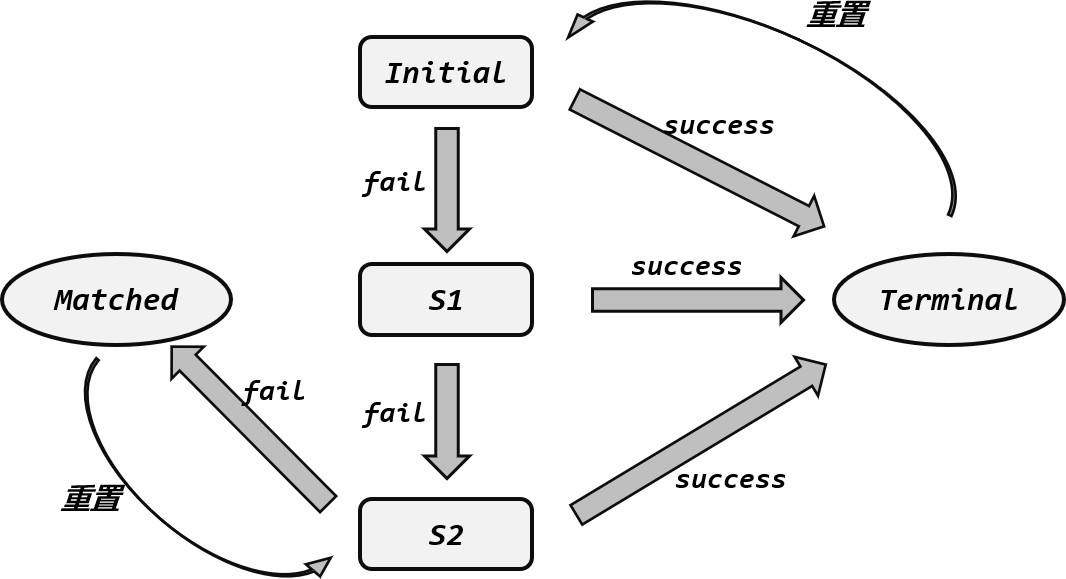 重置
Initial
success
fail
success
Matched
S1
Terminal
fail
fail
success
重置
S2